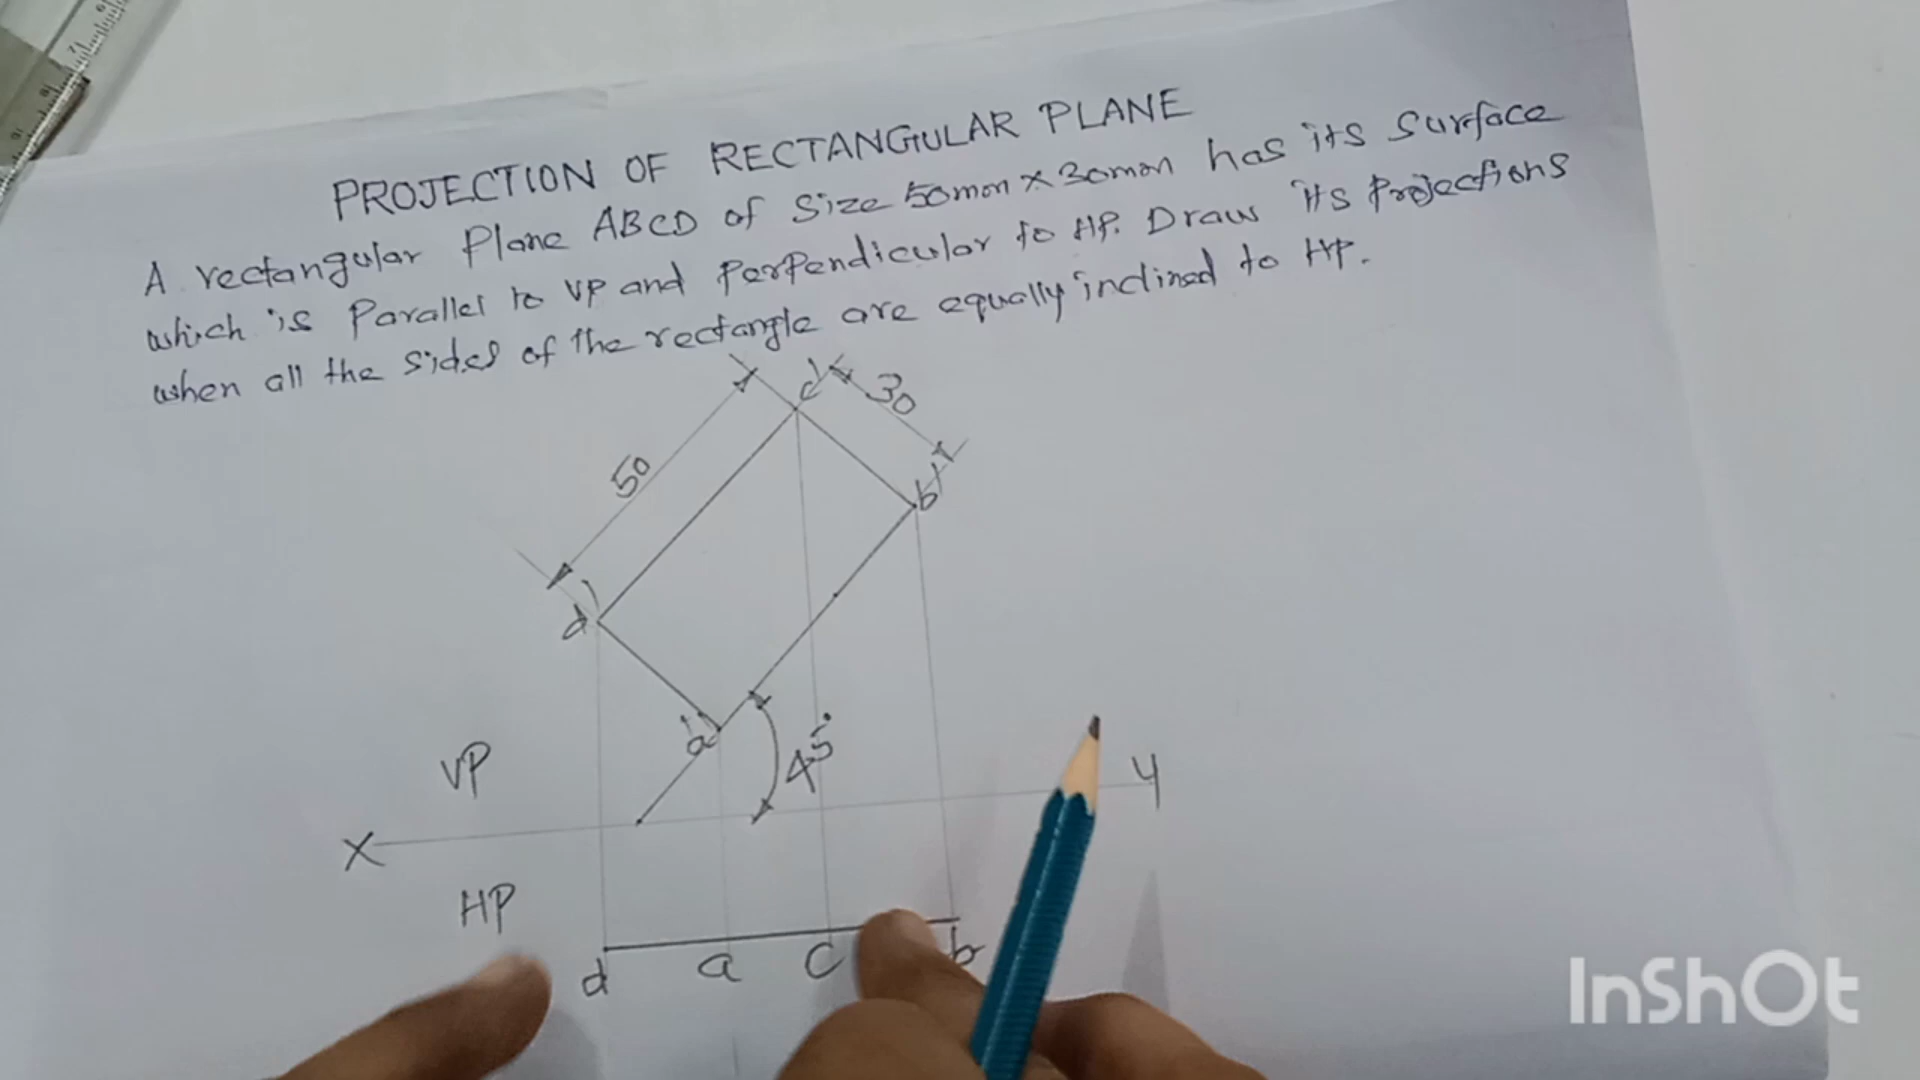 PROJECTION OF RECTANGULAR PLANE
A rectangular Plane ABCD of Size 50mm × 30mm has its surface
which is Parallel to VP and Perpendicular to HP. Draw its Projections
when all the sides of the rectangle are equally inclined to HP.
c'
30
50
b'
d'
a'
45°
VP
X
Y
HP
d a c b
InShOt